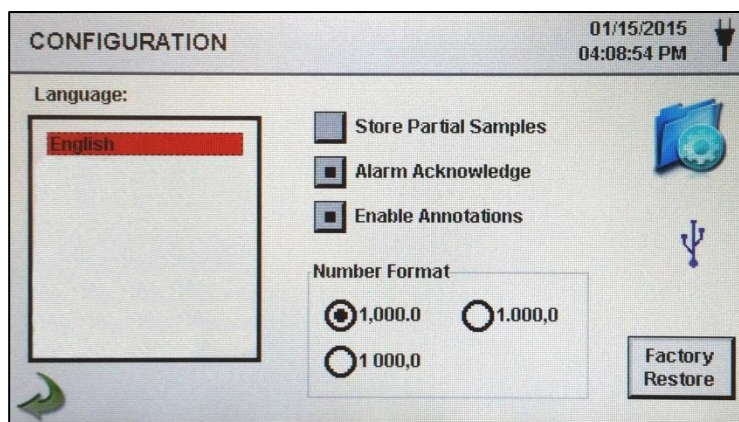 CONFIGURATION
01/15/2015
04:08:54 PM
Language:
English
Store Partial Samples
Alarm Acknowledge
Enable Annotations
Number Format
1,000.0
1.000,0
1 000,0
Factory
Restore